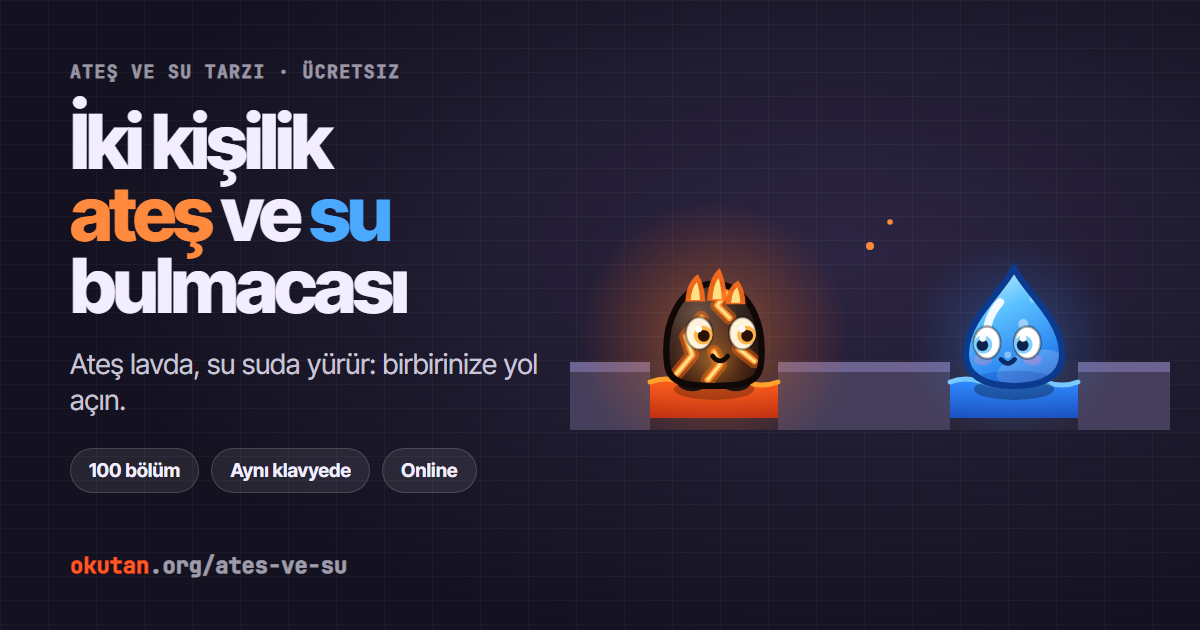 ATEŞ VE SU TARZI · ÜCRETSIZ
İki kişilik
ateş ve su
bulmacası
Ateş lavda, su suda yürür: birbirinize yol
açın.
100 bölüm
Aynı klavyede
Online
okutan.org/ates-ve-su